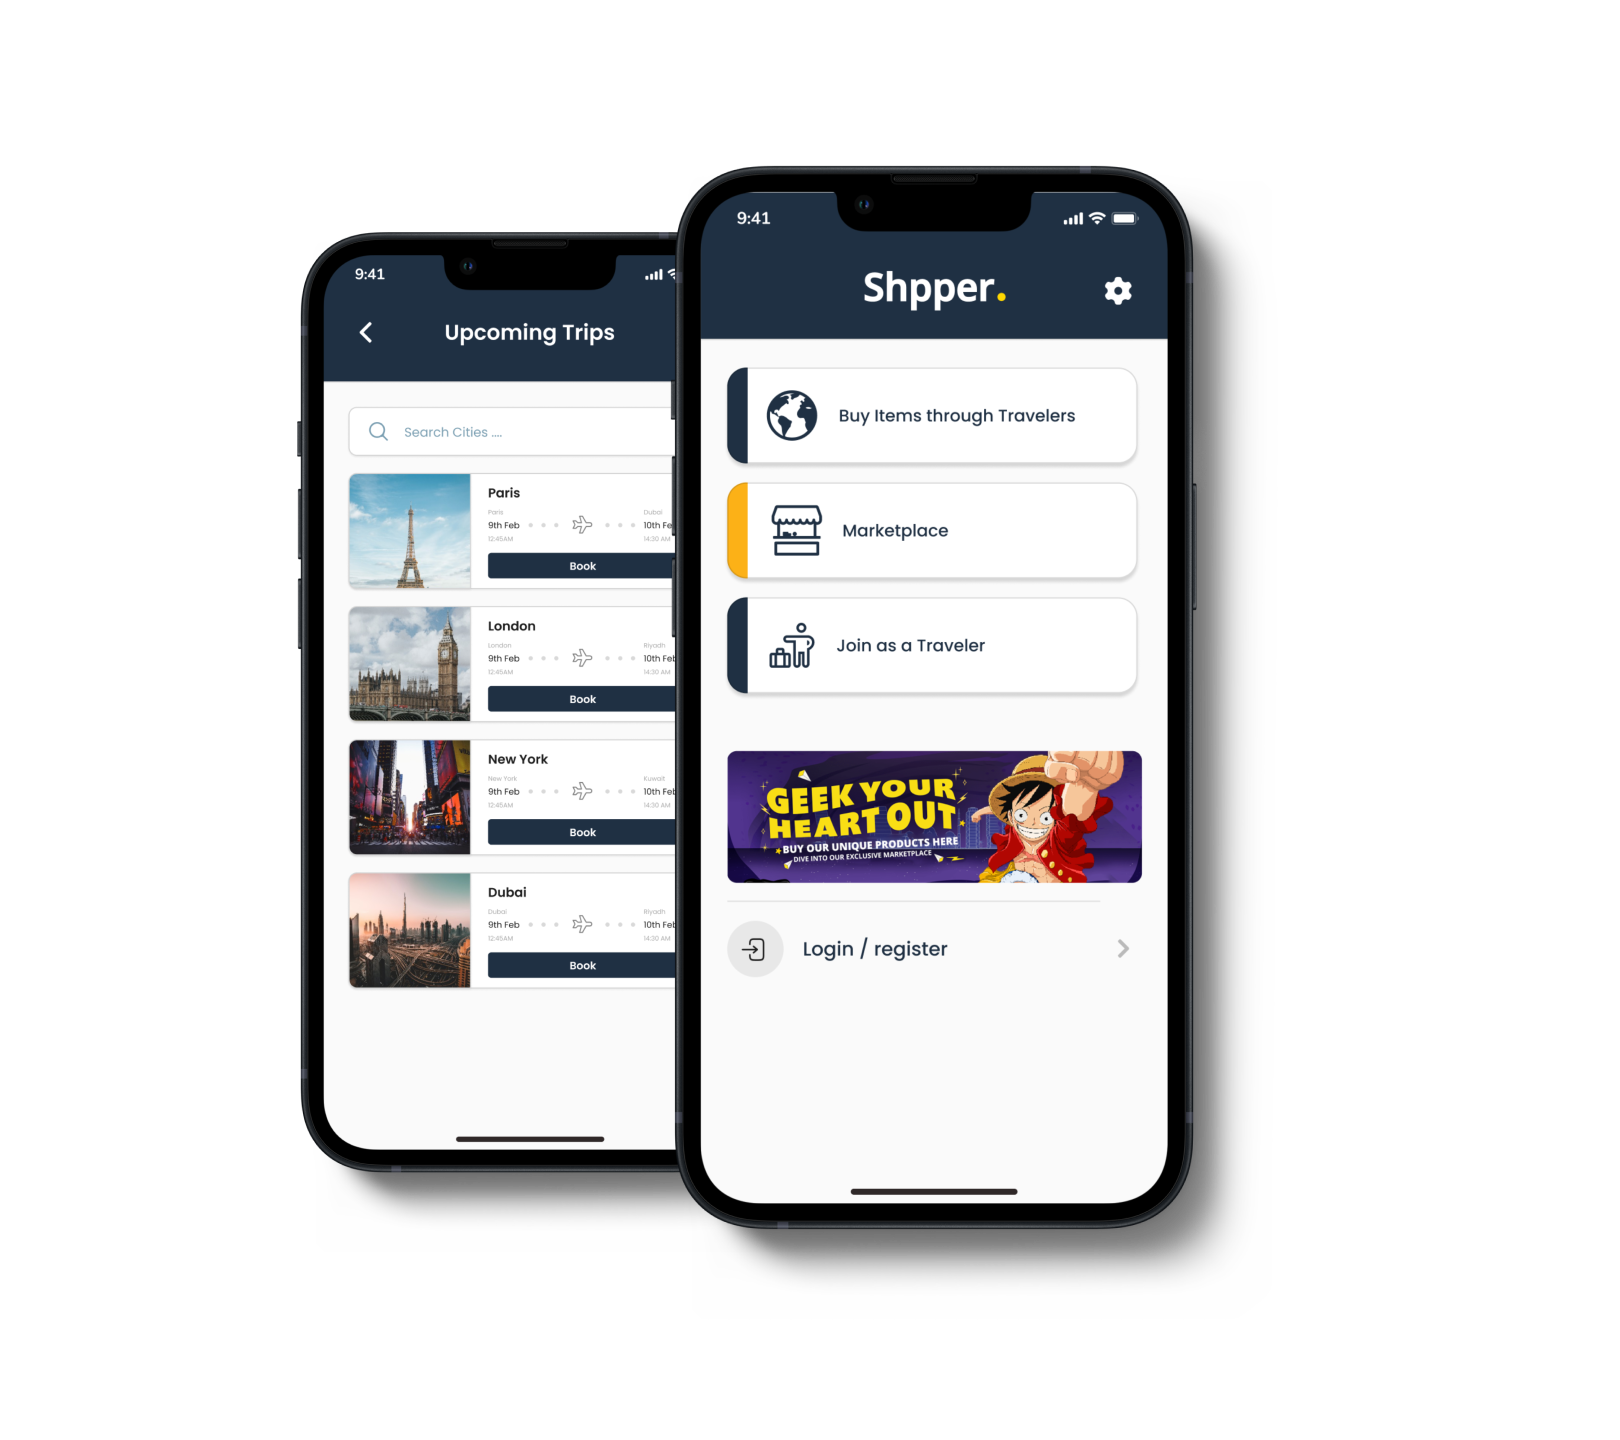 9:41
Upcoming Trips
Search Cities ....
Paris
Paris Dubai
9th Feb 10th Fe
12:45AM 14:30 AM
Book
London
London Riyadh
9th Feb 10th Feb
12:45AM 14:30 AM
Book
New York
New York Kuwait
9th Feb 10th Feb
12:45AM 14:30 AM
Book
Dubai
Dubai Riyadh
9th Feb 10th Feb
12:45AM 14:30 AM
Book
9:41
Shpper.
Buy Items through Travelers
Marketplace
Join as a Traveler
GEEK YOUR
HEART OUT
BUY OUR UNIQUE PRODUCTS HERE
DIVE INTO OUR EXCLUSIVE MARKETPLACE
Login / register